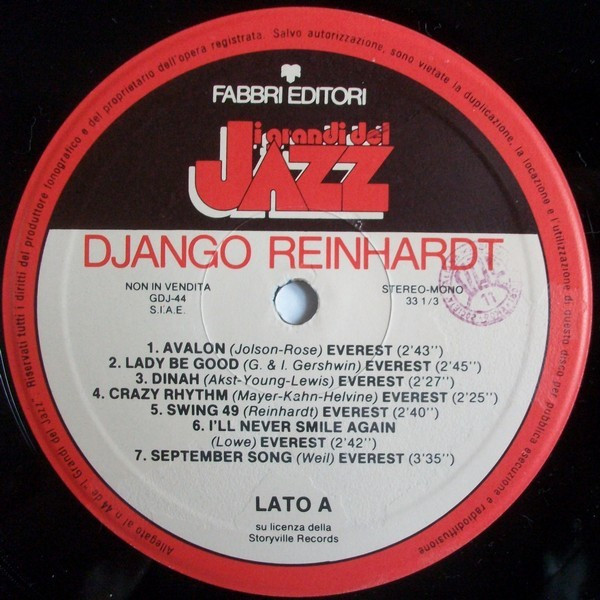 FABBRI EDITORI
i grandi del
JAZZ
DJANGO REINHARDT
NON IN VENDITA
GDJ-44
S.I.A.E.
STEREO-MONO
33 1/3
11
1. AVALON (Jolson-Rose) EVEREST (2'43'')
2. LADY BE GOOD (G. & I. Gershwin) EVEREST (2'45'')
3. DINAH (Akst-Young-Lewis) EVEREST (2'27'')
4. CRAZY RHYTHM (Mayer-Kahn-Helvine) EVEREST (2'25'')
5. SWING 49 (Reinhardt) EVEREST (2'40'')
6. I'LL NEVER SMILE AGAIN
(Lowe) EVEREST (2'42'')
7. SEPTEMBER SONG (Weil) EVEREST (3'35'')
LATO A
su licenza della
Storyville Records
Allegato al n 44 de "I Grandi del Jazz" Riservati tutti i diritti del produttore fonografico e del proprietario dell'opera registrata. Salvo autorizzazione, sono vietate la duplicazione, la locazione e l'utilizzazione di questo disco per pubblica esecuzione e radiodiffusione